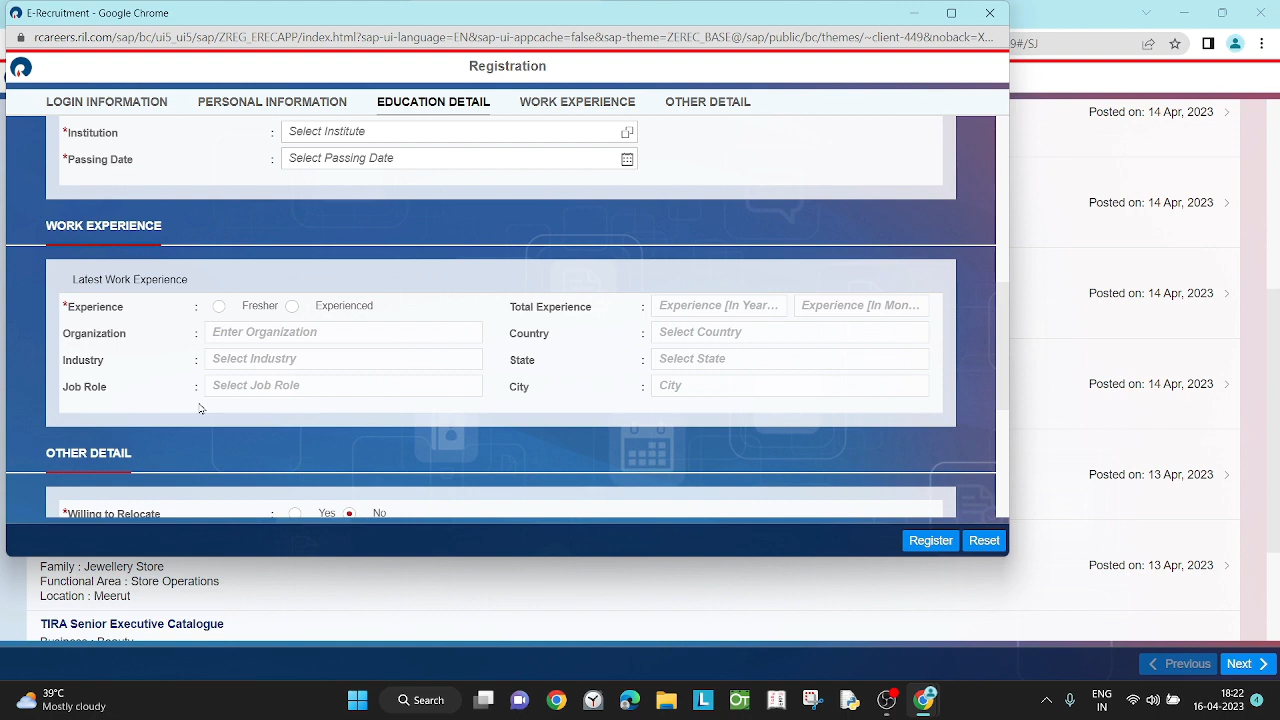 E-Recruitment - Google Chrome
rcareers.ril.com/sap/bc/ui5_ui5/sap/ZREG_ERECAPP/index.html?sap-ui-language=EN&sap-ui-appcache=false&sap-theme=ZEREC_BASE@/sap/public/bc/themes/~client-449&noback=X...
9#/SJ
Registration
LOGIN INFORMATION PERSONAL INFORMATION EDUCATION DETAIL WORK EXPERIENCE OTHER DETAIL
Posted on: 14 Apr, 2023
*Institution : Select Institute
*Passing Date : Select Passing Date
Posted on: 14 Apr, 2023
WORK EXPERIENCE
Latest Work Experience
Posted on: 14 Apr, 2023
*Experience : Fresher Experienced Total Experience : Experience [In Year... Experience [In Mon...
Organization : Enter Organization Country : Select Country
Industry : Select Industry State : Select State
Job Role : Select Job Role City : City
Posted on: 14 Apr, 2023
OTHER DETAIL
Posted on: 13 Apr, 2023
*Willing to Relocate : Yes No
Register Reset
Family : Jewellery Store
Posted on: 13 Apr, 2023
Functional Area : Store Operations
Location : Meerut
TIRA Senior Executive Catalogue
Business : Beauty
Previous Next
39°C
Mostly cloudy
Search
L
OT
ENG
IN
18:22
16-04-2023
4